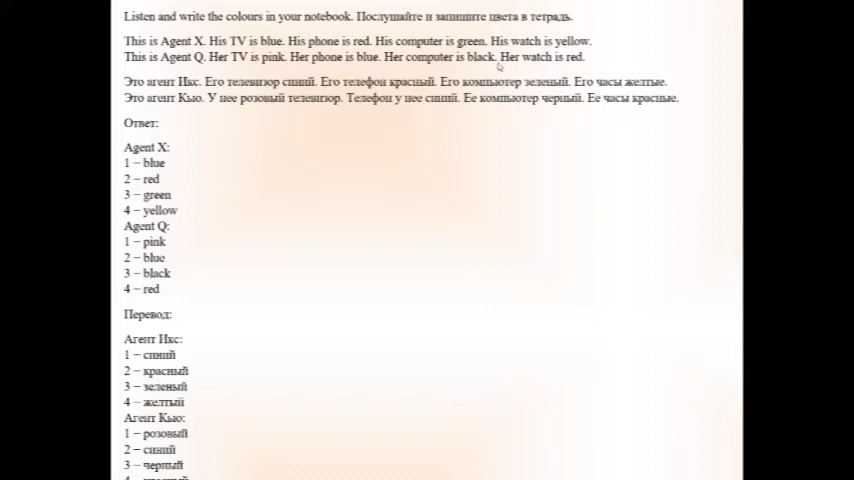 Listen and write the colours in your notebook. Послушайте и запишите цвета в тетрадь.
This is Agent X. His TV is blue. His phone is red. His computer is green. His watch is yellow.
This is Agent Q. Her TV is pink. Her phone is blue. Her computer is black. Her watch is red.
Это агент Икс. Его телевизор синий. Его телефон красный. Его компьютер зеленый. Его часы желтые.
Это агент Кью. У нее розовый телевизор. Телефон у нее синий. Ее компьютер черный. Ее часы красные.
Ответ:
Agent X:
1 – blue
2 – red
3 – green
4 – yellow
Agent Q:
1 – pink
2 – blue
3 – black
4 – red
Перевод:
Агент Икс:
1 – синий
2 – красный
3 – зеленый
4 – желтый
Агент Кью:
1 – розовый
2 – синий
3 – черный